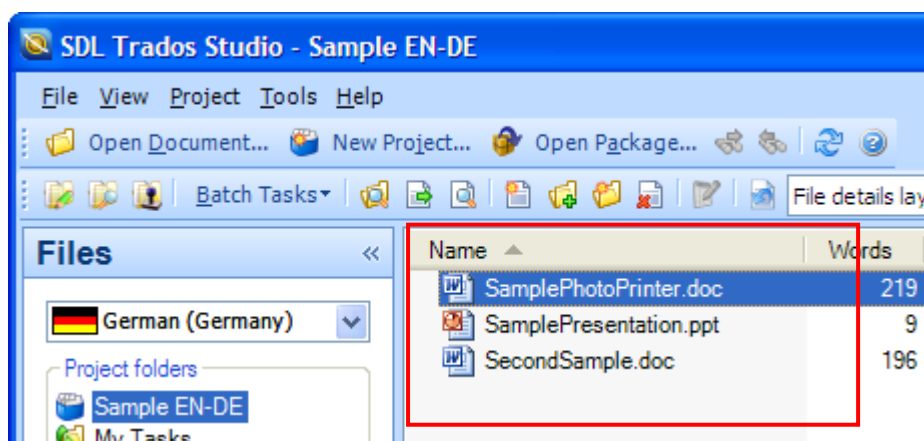 SDL Trados Studio - Sample EN-DE
File View Project Tools Help
Open Document... New Project... Open Package...
Batch Tasks File details lay
Files
Name Words
German (Germany)
SamplePhotoPrinter.doc 219
SamplePresentation.ppt 9
SecondSample.doc 196
Project folders
Sample EN-DE
My Tasks